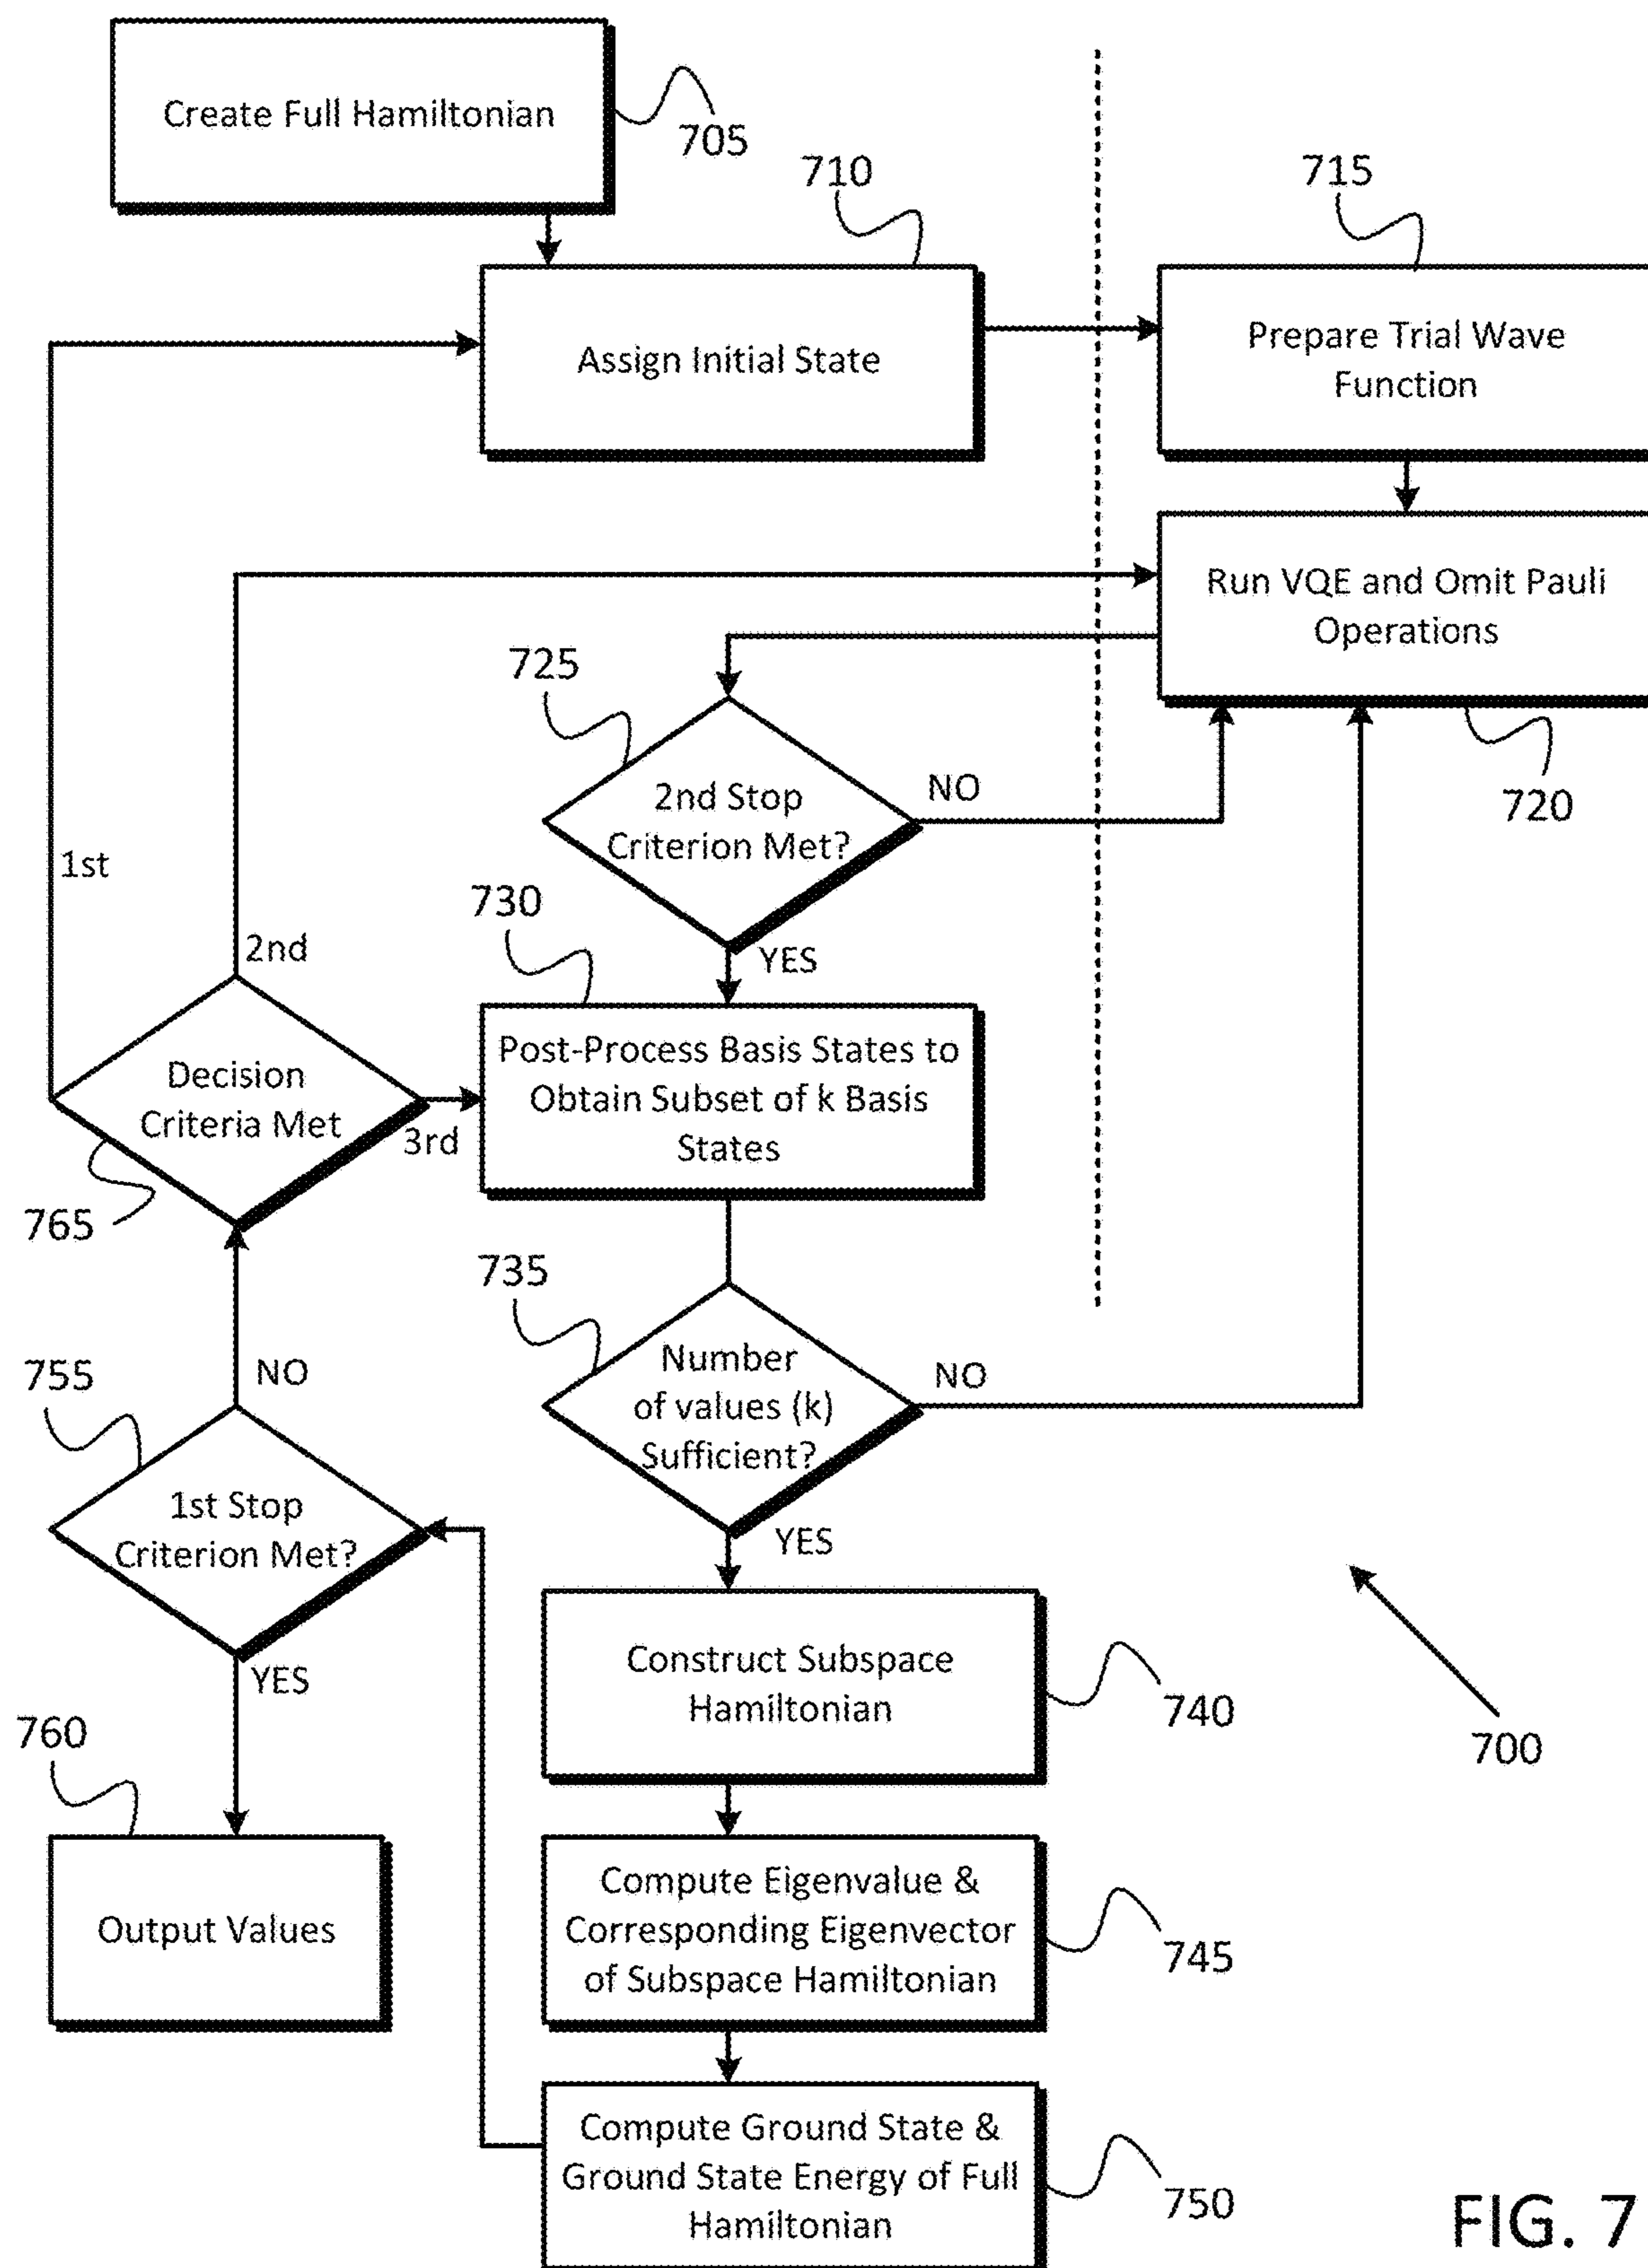 Create Full Hamiltonian
705
710
715
Assign Initial State
Prepare Trial Wave
Function
Run VQE and Omit Pauli
Operations
720
725
2nd Stop
Criterion Met?
NO
YES
1st
2nd
3rd
Decision
Criteria Met
765
730
Post-Process Basis States to
Obtain Subset of k Basis
States
735
Number
of values (k)
Sufficient?
NO
YES
755
NO
1st Stop
Criterion Met?
YES
740
Construct Subspace
Hamiltonian
700
760
Output Values
Compute Eigenvalue &
Corresponding Eigenvector
of Subspace Hamiltonian
745
Compute Ground State &
Ground State Energy of Full
Hamiltonian
750
FIG. 7